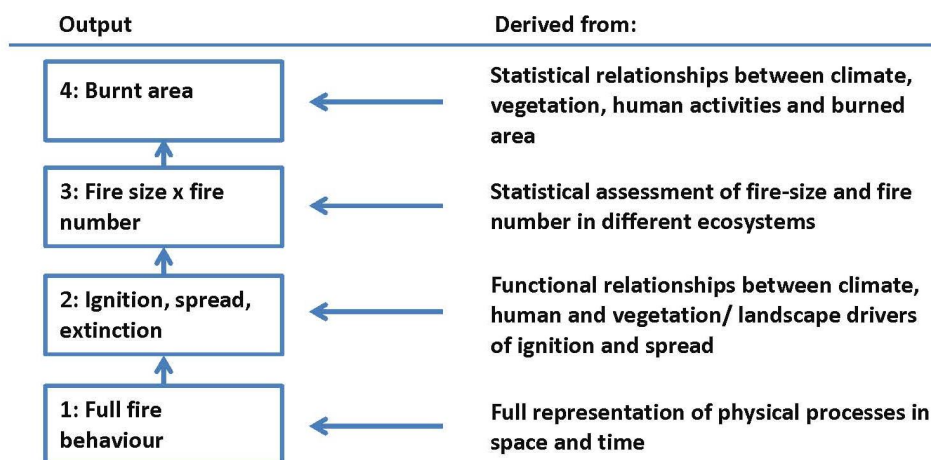 Output
Derived from:
4: Burnt area
Statistical relationships between climate,
vegetation, human activities and burned
area
3: Fire size x fire
number
Statistical assessment of fire-size and fire
number in different ecosystems
2: Ignition, spread,
extinction
Functional relationships between climate,
human and vegetation/ landscape drivers
of ignition and spread
1: Full fire
behaviour
Full representation of physical processes in
space and time